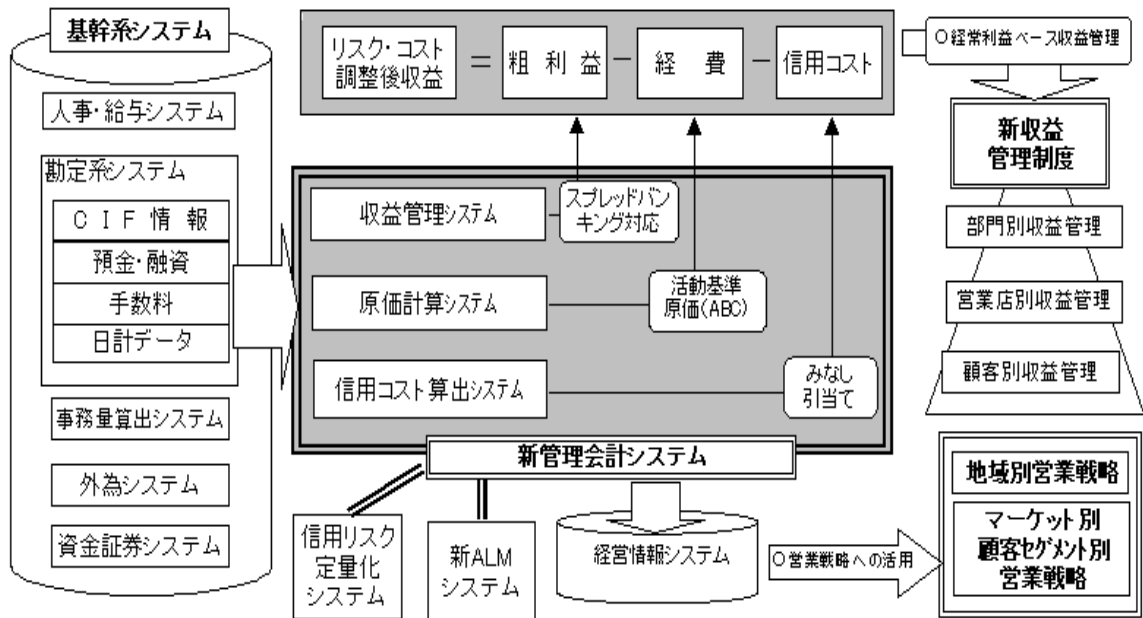 基幹系システム
人事・給与システム
勘定系システム
ＣＩＦ情報
預金・融資
手数料
日計データ
事務量算出システム
外為システム
資金証券システム
リスク・コスト
調整後収益
＝
粗利益
－
経費
－
信用コスト
収益管理システム
スプレッドバン
キング対応
原価計算システム
活動基準
原価(ABC)
信用コスト算出システム
みなし
引当て
新管理会計システム
信用リスク
定量化
システム
新ALM
システム
経営情報システム
○営業戦略への活用
○経常利益ベース収益管理
新収益
管理制度
部門別収益管理
営業店別収益管理
顧客別収益管理
地域別営業戦略
マーケット別
顧客セグメント別
営業戦略